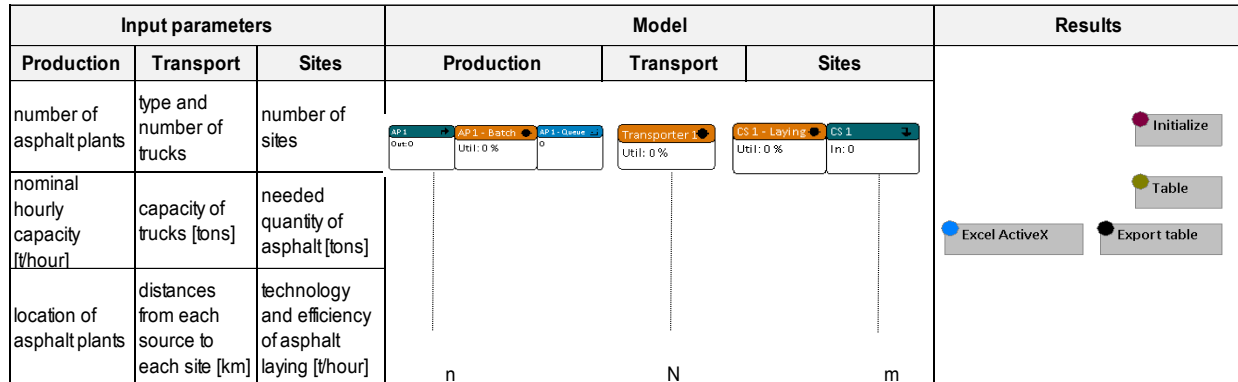 Input parameters
Model
Results
Production
Transport
Sites
Production
Transport
Sites
number of
asphalt plants
type and
number of
trucks
number of
sites
AP 1
Out: 0
AP 1 - Batch
Util: 0 %
AP 1 - Queue
0
Transporter 1
Util: 0 %
CS 1 - Laying
Util: 0 %
CS 1
In: 0
Initialize
Table
Excel ActiveX
Export table
nominal
hourly
capacity
[t/hour]
capacity of
trucks [tons]
needed
quantity of
asphalt [tons]
location of
asphalt plants
distances
from each
source to
each site [km]
technology
and efficiency
of asphalt
laying [t/hour]
n
N
m